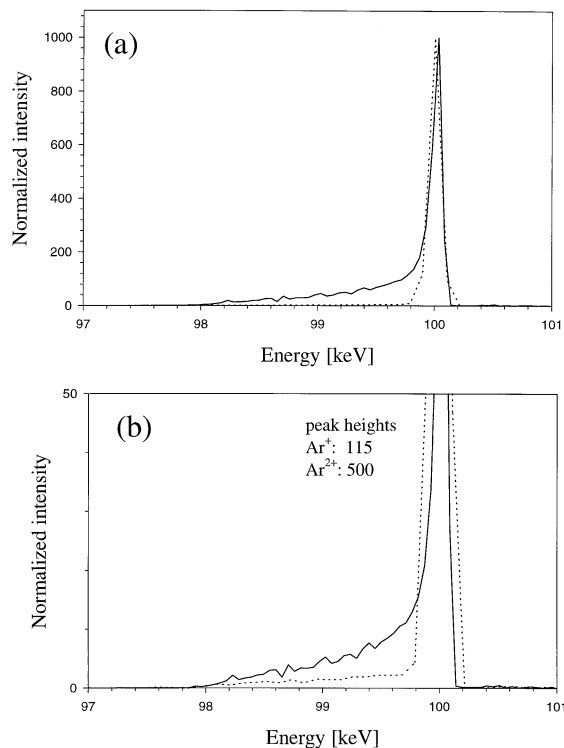 (a)
1000
800
600
400
200
0
Normalized intensity
97 98 99 100 101
Energy [keV]
(b)
50
0
peak heights
Ar⁺: 115
Ar²⁺: 500
Normalized intensity
97 98 99 100 101
Energy [keV]